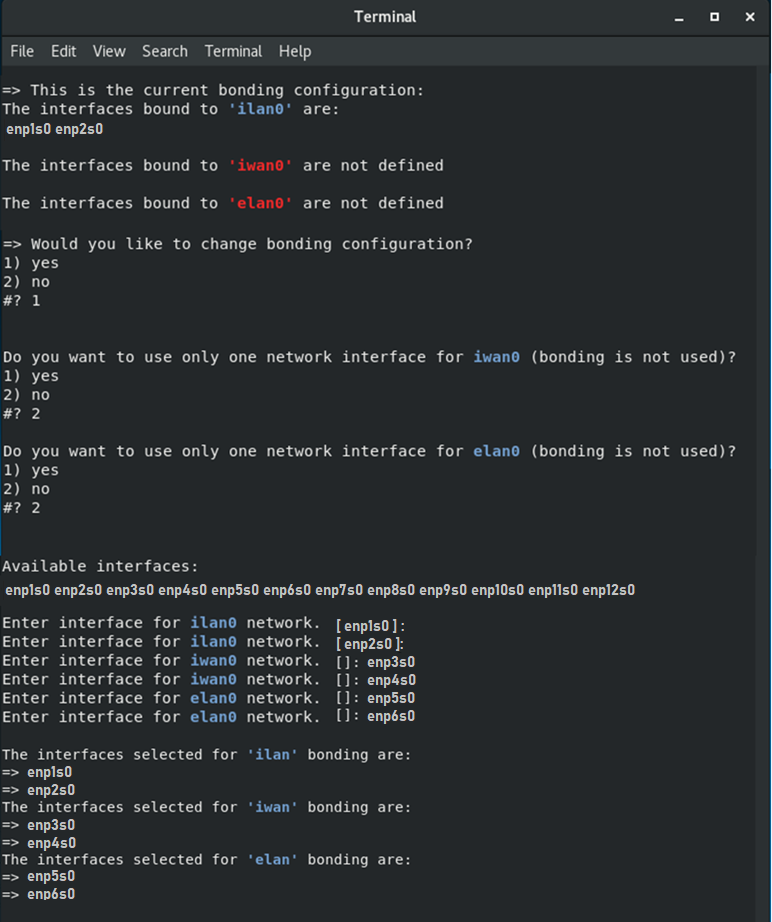 Terminal
File Edit View Search Terminal Help
=> This is the current bonding configuration:
The interfaces bound to 'ilan0' are:
enp1s0 enp2s0
The interfaces bound to 'iwan0' are not defined
The interfaces bound to 'elan0' are not defined
=> Would you like to change bonding configuration?
1) yes
2) no
#? 1
Do you want to use only one network interface for iwan0 (bonding is not used)?
1) yes
2) no
#? 2
Do you want to use only one network interface for elan0 (bonding is not used)?
1) yes
2) no
#? 2
Available interfaces:
enp1s0 enp2s0 enp3s0 enp4s0 enp5s0 enp6s0 enp7s0 enp8s0 enp9s0 enp10s0 enp11s0 enp12s0
Enter interface for ilan0 network. [enp1s0]:
Enter interface for ilan0 network. [enp2s0]:
Enter interface for iwan0 network. []: enp3s0
Enter interface for iwan0 network. []: enp4s0
Enter interface for elan0 network. []: enp5s0
Enter interface for elan0 network. []: enp6s0
The interfaces selected for 'ilan' bonding are:
=> enp1s0
=> enp2s0
The interfaces selected for 'iwan' bonding are:
=> enp3s0
=> enp4s0
The interfaces selected for 'elan' bonding are:
=> enp5s0
=> enp6s0